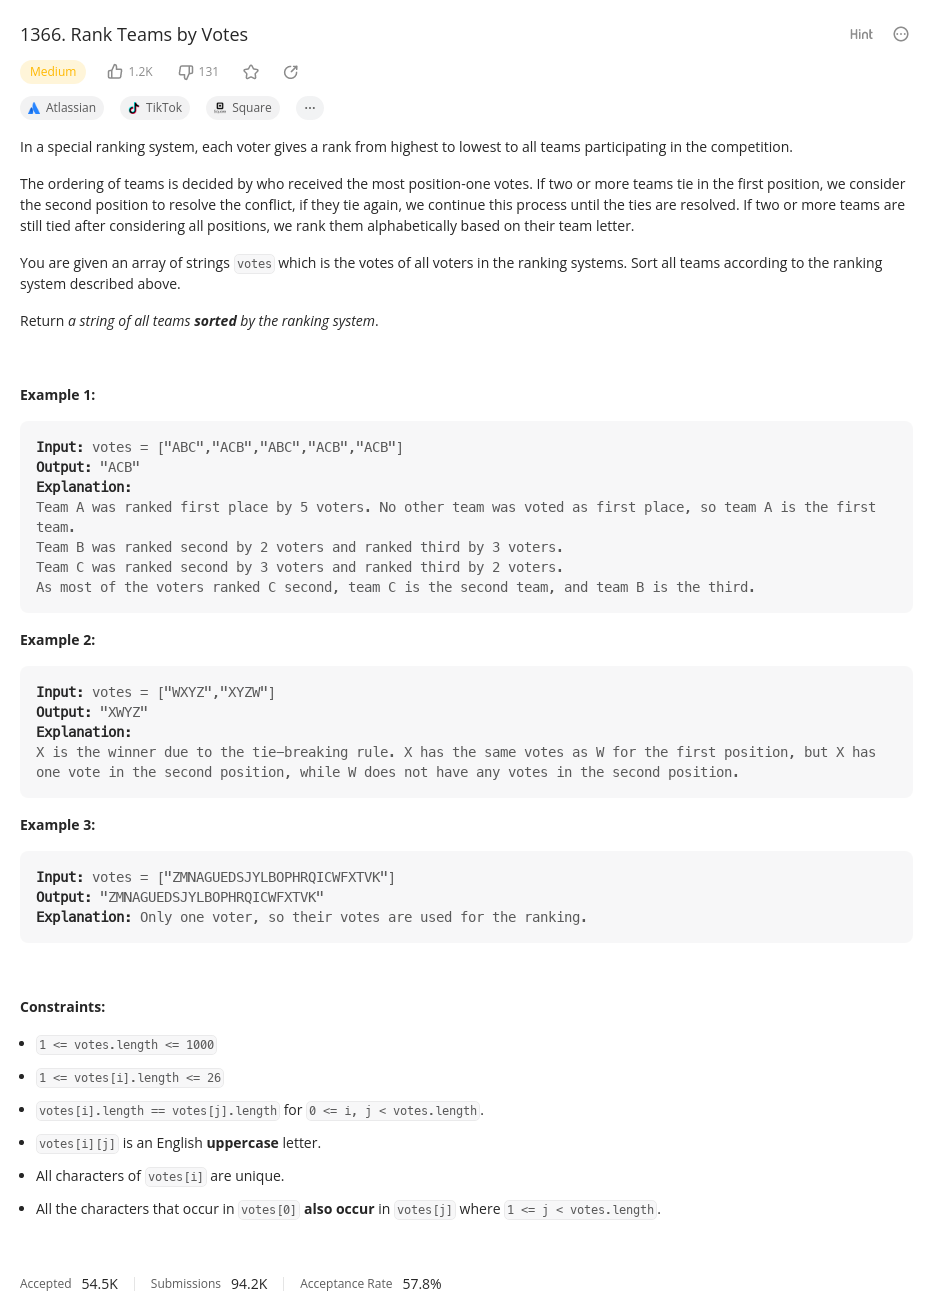 1366. Rank Teams by Votes
Hint
Medium
1.2K
131
Atlassian
TikTok
Square
In a special ranking system, each voter gives a rank from highest to lowest to all teams participating in the competition.
The ordering of teams is decided by who received the most position-one votes. If two or more teams tie in the first position, we consider
the second position to resolve the conflict, if they tie again, we continue this process until the ties are resolved. If two or more teams are
still tied after considering all positions, we rank them alphabetically based on their team letter.
You are given an array of strings votes which is the votes of all voters in the ranking systems. Sort all teams according to the ranking
system described above.
Return a string of all teams sorted by the ranking system.
Example 1:
Input: votes = ["ABC","ACB","ABC","ACB","ACB"]
Output: "ACB"
Explanation:
Team A was ranked first place by 5 voters. No other team was voted as first place, so team A is the first
team.
Team B was ranked second by 2 voters and ranked third by 3 voters.
Team C was ranked second by 3 voters and ranked third by 2 voters.
As most of the voters ranked C second, team C is the second team, and team B is the third.
Example 2:
Input: votes = ["WXYZ","XYZW"]
Output: "XWYZ"
Explanation:
X is the winner due to the tie-breaking rule. X has the same votes as W for the first position, but X has
one vote in the second position, while W does not have any votes in the second position.
Example 3:
Input: votes = ["ZMNAGUEDSJYLBOPHRQICWFXTVK"]
Output: "ZMNAGUEDSJYLBOPHRQICWFXTVK"
Explanation: Only one voter, so their votes are used for the ranking.
Constraints:
1 <= votes.length <= 1000
1 <= votes[i].length <= 26
votes[i].length == votes[j].length for 0 <= i, j < votes.length.
votes[i][j] is an English uppercase letter.
All characters of votes[i] are unique.
All the characters that occur in votes[0] also occur in votes[j] where 1 <= j < votes.length.
Accepted 54.5K Submissions 94.2K Acceptance Rate 57.8%